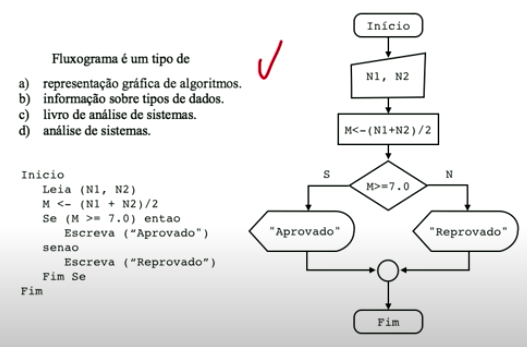 Fluxograma é um tipo de
a) representação gráfica de algoritmos.
b) informação sobre tipos de dados.
c) livro de análise de sistemas.
d) análise de sistemas.
Inicio
Leia (N1, N2)
M <- (N1 + N2)/2
Se (M >= 7.0) entao
Escreva (“Aprovado")
senao
Escreva (“Reprovado”)
Fim Se
Fim
Início
N1, N2
M<-(N1+N2)/2
M>=7.0
S
N
"Aprovado"
"Reprovado"
Fim